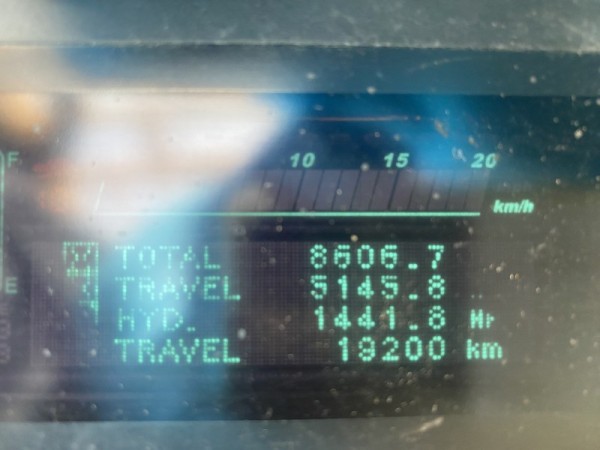 F
10 15 20
km/h
TOTAL 8606.7
TRAVEL 5145.8
E
HYD. 1441.8 Hr
TRAVEL 19200 km